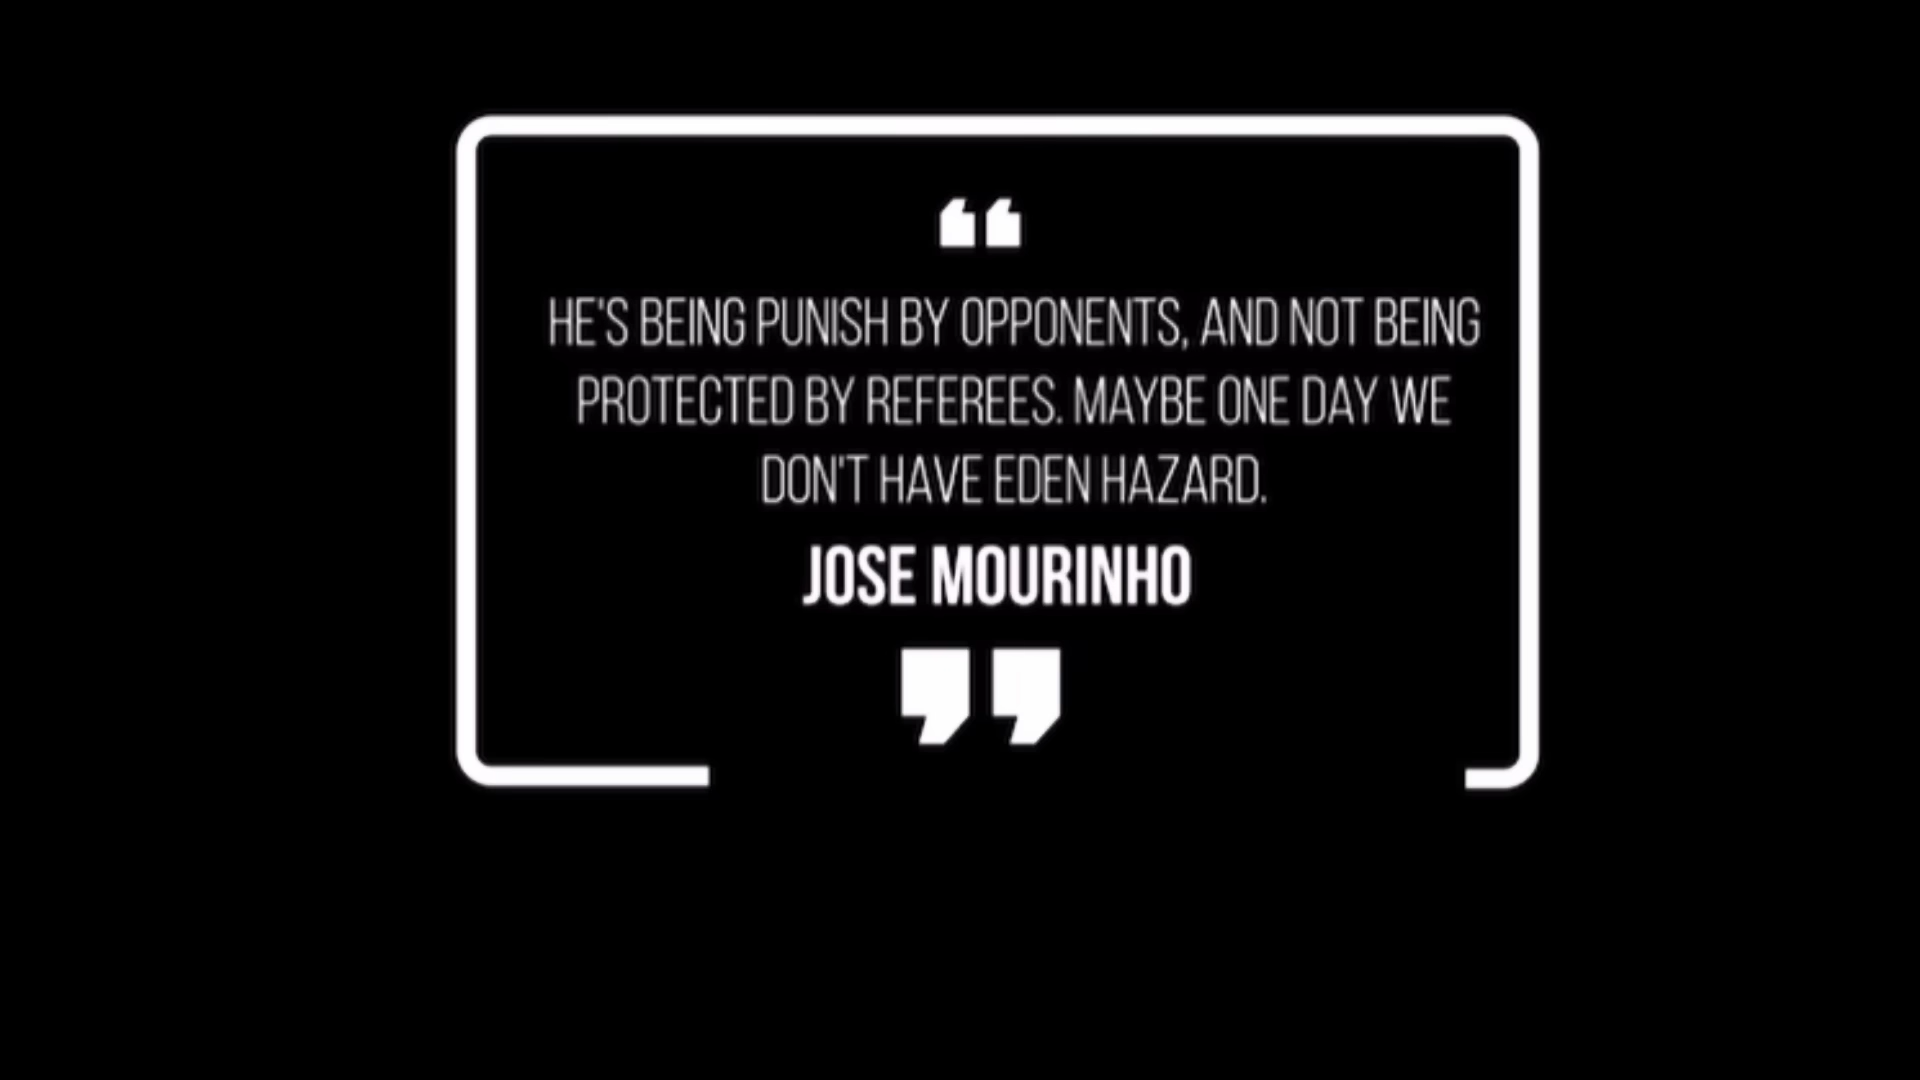 “
HE'S BEING PUNISH BY OPPONENTS, AND NOT BEING
PROTECTED BY REFEREES. MAYBE ONE DAY WE
DON'T HAVE EDEN HAZARD.
JOSE MOURINHO
”